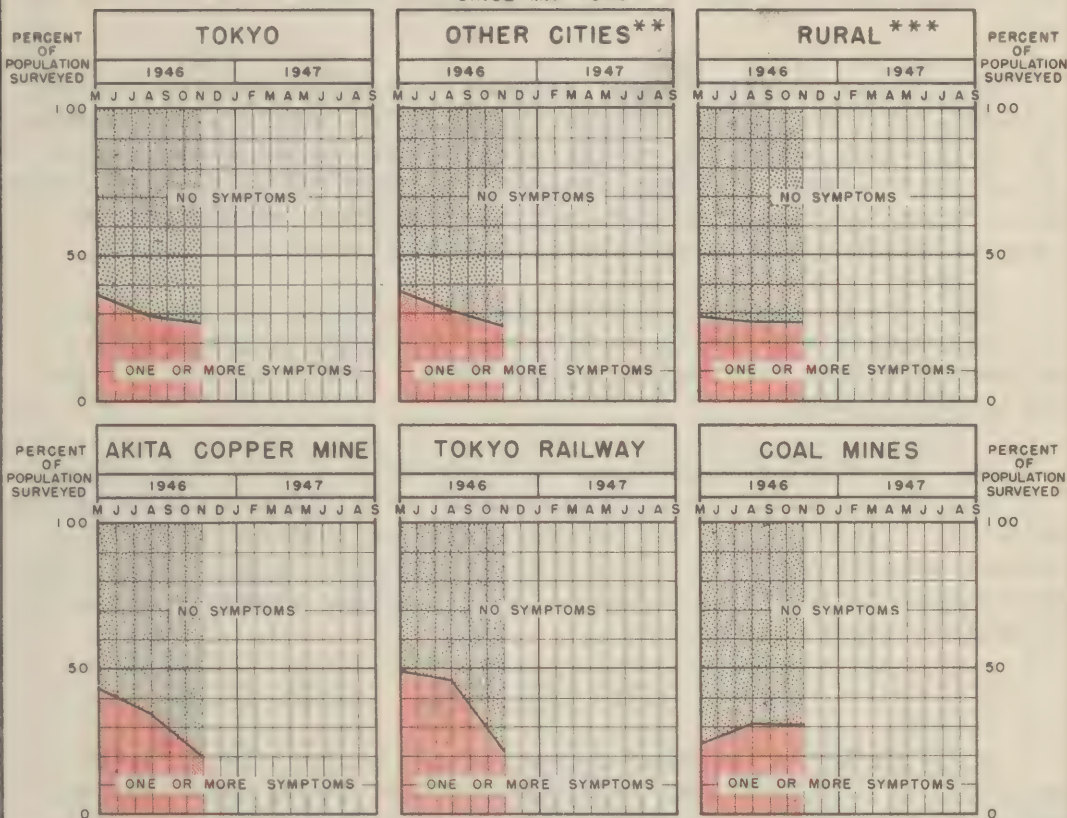 TOKYO
OTHER CITIES**
RURAL ***
PERCENT OF POPULATION SURVEYED
PERCENT OF POPULATION SURVEYED
1946 1947
1946 1947
1946 1947
M J J A S O N D J F M A M J J A S
M J J A S O N D J F M A M J J A S
M J J A S O N D J F M A M J J A S
100
100
NO SYMPTOMS
NO SYMPTOMS
NO SYMPTOMS
50
50
ONE OR MORE SYMPTOMS
ONE OR MORE SYMPTOMS
ONE OR MORE SYMPTOMS
0
0
AKITA COPPER MINE
TOKYO RAILWAY
COAL MINES
PERCENT OF POPULATION SURVEYED
PERCENT OF POPULATION SURVEYED
1946 1947
1946 1947
1946 1947
M J J A S O N D J F M A M J J A S
M J J A S O N D J F M A M J J A S
M J J A S O N D J F M A M J J A S
100
100
NO SYMPTOMS
NO SYMPTOMS
NO SYMPTOMS
50
50
ONE OR MORE SYMPTOMS
ONE OR MORE SYMPTOMS
ONE OR MORE SYMPTOMS
0
0